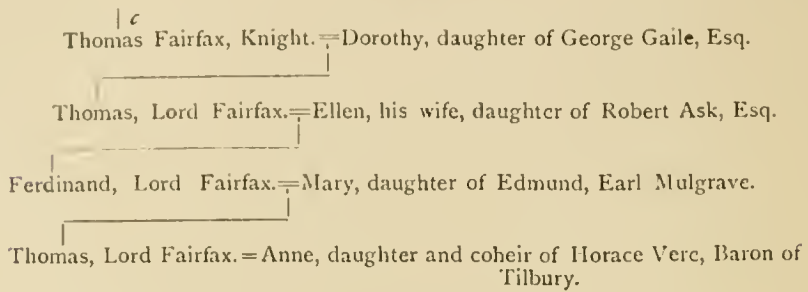 c
Thomas Fairfax, Knight.=Dorothy, daughter of George Gaile, Esq.
Thomas, Lord Fairfax.=Ellen, his wife, daughter of Robert Ask, Esq.
Ferdinand, Lord Fairfax.=Mary, daughter of Edmund, Earl Mulgrave.
Thomas, Lord Fairfax.=Anne, daughter and coheir of Horace Vere, Baron of
Tilbury.